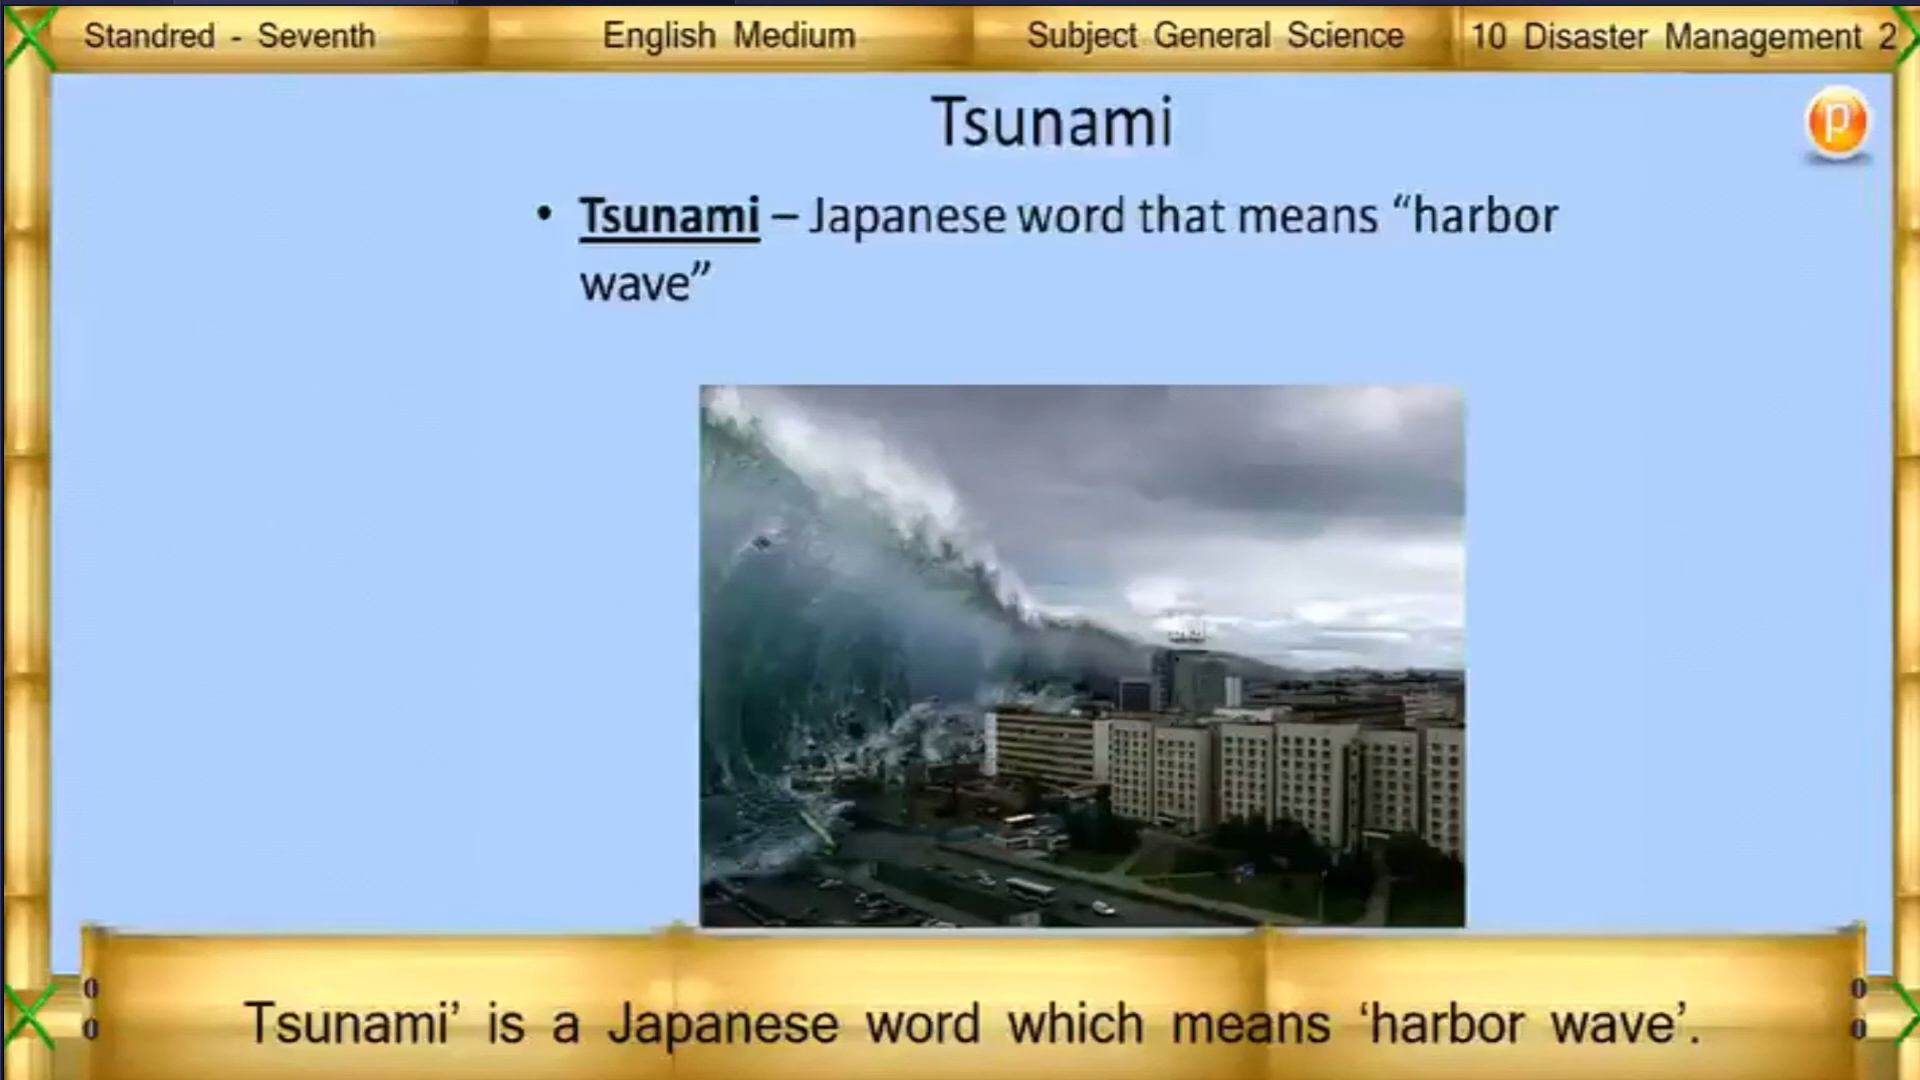 Standred - Seventh English Medium Subject General Science 10 Disaster Management 2
Tsunami
p
• Tsunami – Japanese word that means “harbor
wave”
Tsunami’ is a Japanese word which means ‘harbor wave’.